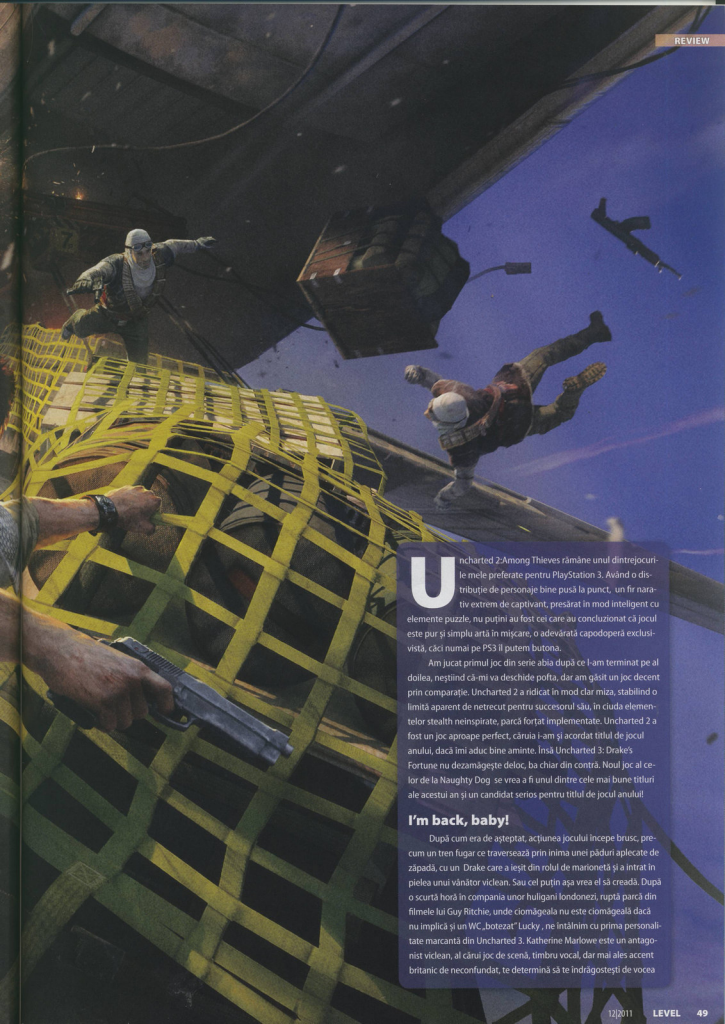 REVIEW
7
Uncharted 2:Among Thieves rămâne unul dintrejocuri-
le mele preferate pentru PlayStation 3. Având o dis-
tribuție de personaje bine pusă la punct, un fir nara-
tiv extrem de captivant, presărat în mod inteligent cu
elemente puzzle, nu puțini au fost cei care au concluzionat că jocul
este pur și simplu artă în mișcare, o adevărată capodoperă exclusi-
vistă, căci numai pe PS3 îl putem butona.
Am jucat primul joc din serie abia după ce l-am terminat pe al
doilea, neștiind că-mi va deschide pofta, dar am găsit un joc decent
prin comparație. Uncharted 2 a ridicat în mod clar miza, stabilind o
limită aparent de netrecut pentru succesorul său, în ciuda elemen-
telor stealth neinspirate, parcă forțat implementate. Uncharted 2 a
fost un joc aproape perfect, căruia i-am și acordat titlul de jocul
anului, dacă îmi aduc bine aminte. Însă Uncharted 3: Drake's
Fortune nu dezamăgește deloc, ba chiar din contră. Noul joc al ce-
lor de la Naughty Dog se vrea a fi unul dintre cele mai bune titluri
ale acestui an și un candidat serios pentru titlul de jocul anului!
I'm back, baby!
După cum era de așteptat, acțiunea jocului începe brusc, pre-
cum un tren fugar ce traversează prin inima unei păduri aplecate de
zăpadă, cu un Drake care a ieșit din rolul de marionetă și a intrat în
pielea unui vânător viclean. Sau cel puțin așa vrea el să creadă. După
o scurtă horă în compania unor huligani londonezi, ruptă parcă din
filmele lui Guy Ritchie, unde ciomăgeala nu este ciomăgeală dacă
nu implică și un WC „botezat" Lucky , ne întâlnim cu prima personali-
tate marcantă din Uncharted 3. Katherine Marlowe este un antago-
nist viclean, al cărui joc de scenă, timbru vocal, dar mai ales accent
britanic de neconfundat, te determină să te îndrăgostești de vocea
12|2011 LEVEL 49